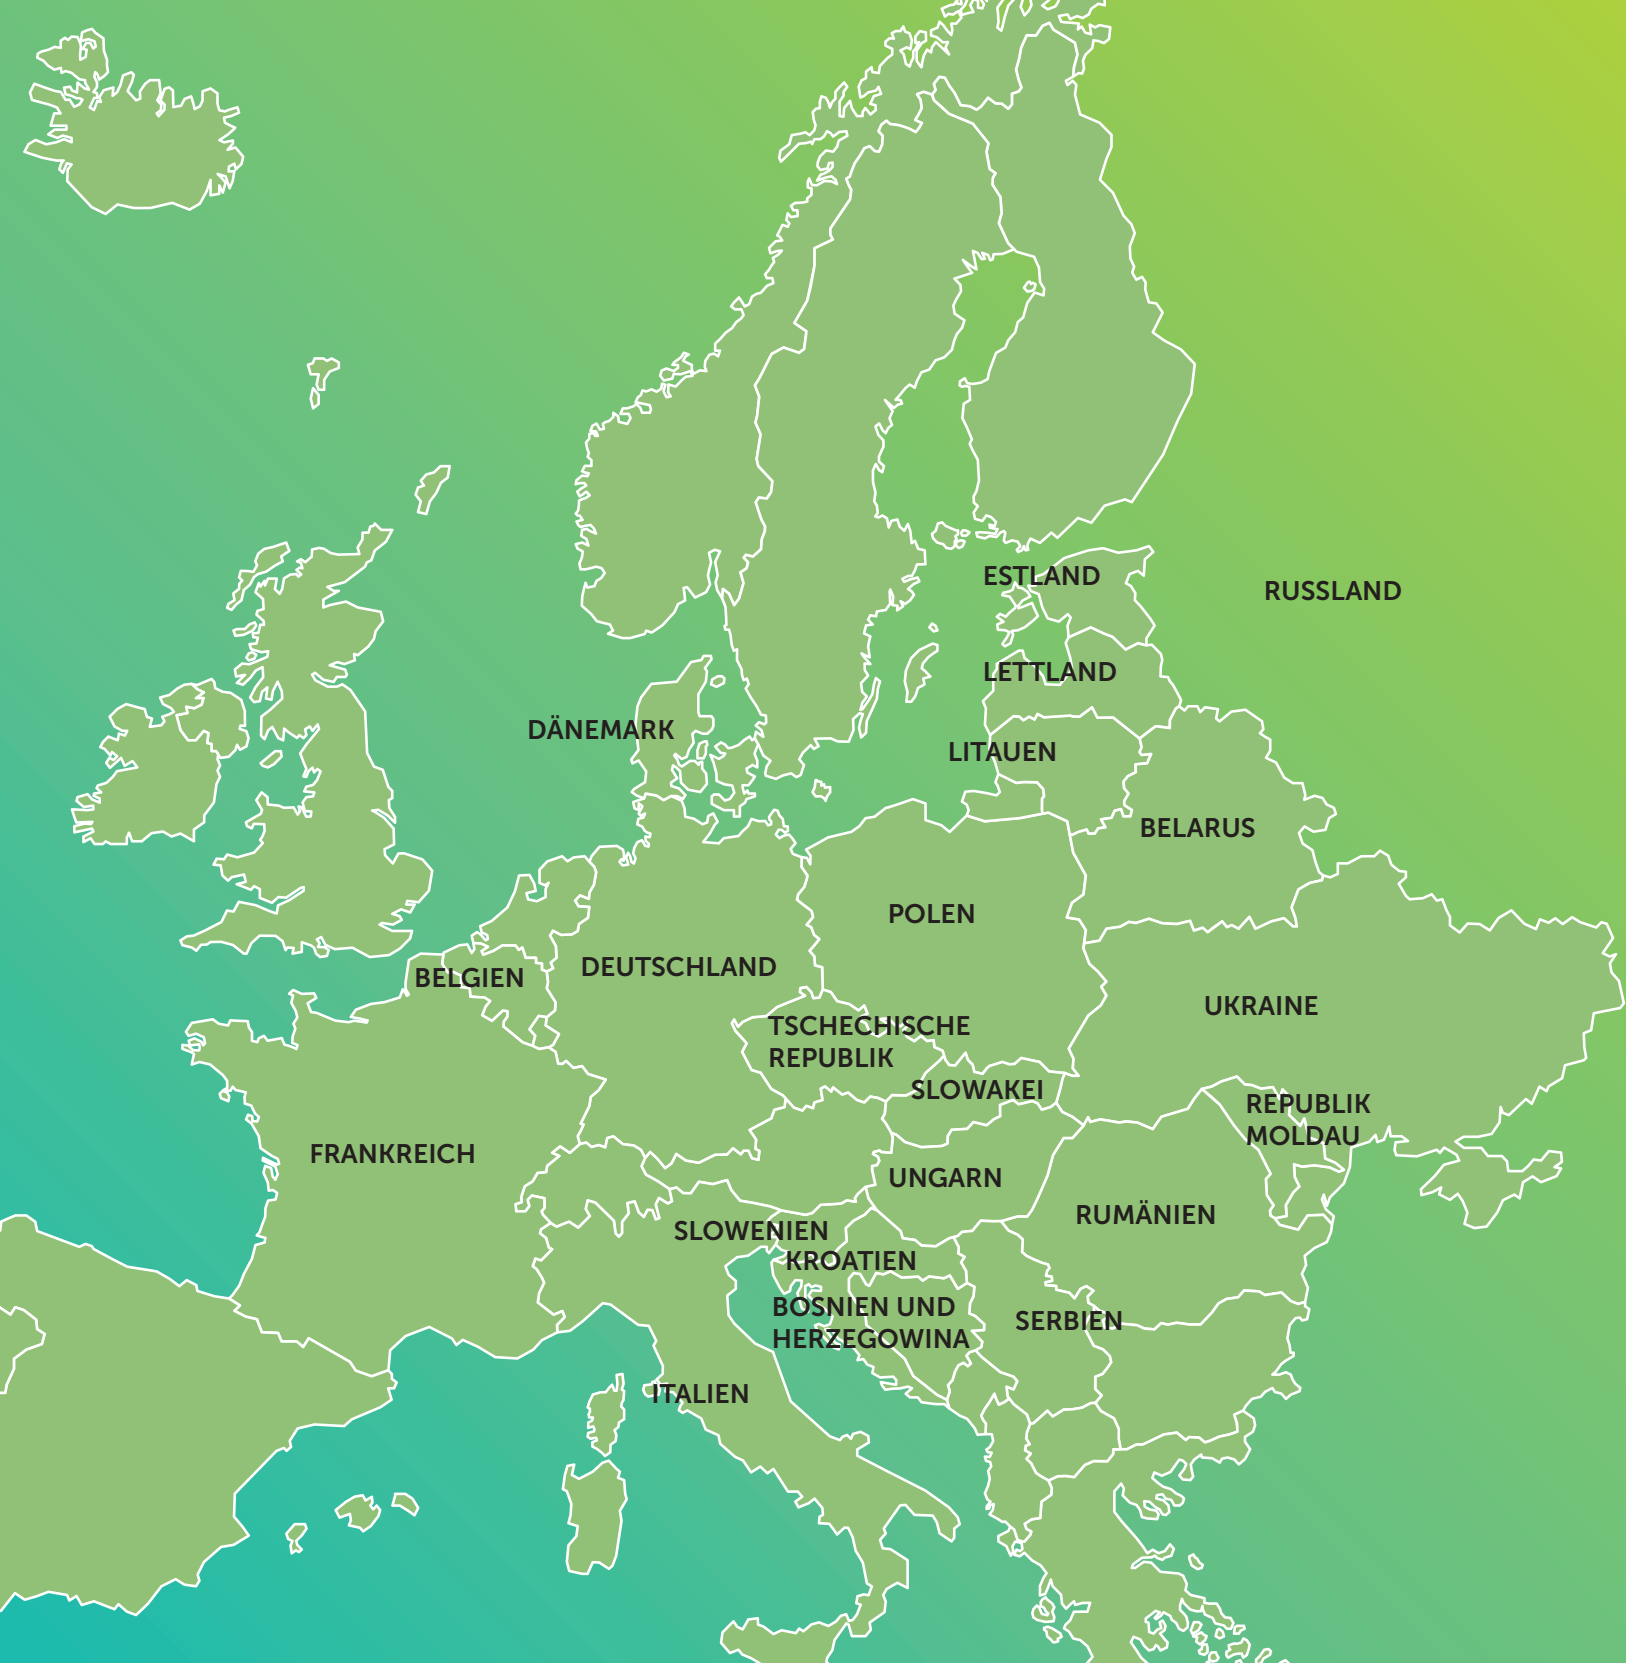 ESTLAND
RUSSLAND
LETTLAND
DÄNEMARK
LITAUEN
BELARUS
POLEN
DEUTSCHLAND
BELGIEN
UKRAINE
TSCHECHISCHE
REPUBLIK
SLOWAKEI
REPUBLIK
MOLDAU
FRANKREICH
UNGARN
RUMÄNIEN
SLOWENIEN
KROATIEN
BOSNIEN UND
HERZEGOWINA
SERBIEN
ITALIEN